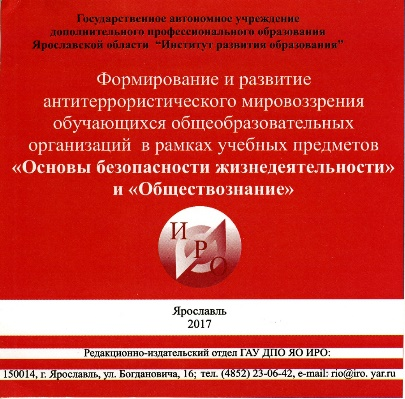 Государственное автономное учреждение
дополнительного профессионального образования
Ярославской области "Институт развития образования"
Формирование и развитие
антитеррористического мировоззрения
обучающихся общеобразовательных
организаций в рамках учебных предметов
«Основы безопасности жизнедеятельности»
и «Обществознание»
ИРО
Ярославль
2017
Редакционно-издательский отдел ГАУ ДПО ЯО ИРО:
150014, г. Ярославль, ул. Богдановича, 16; тел. (4852) 23-06-42, e-mail: rio@iro. yar.ru